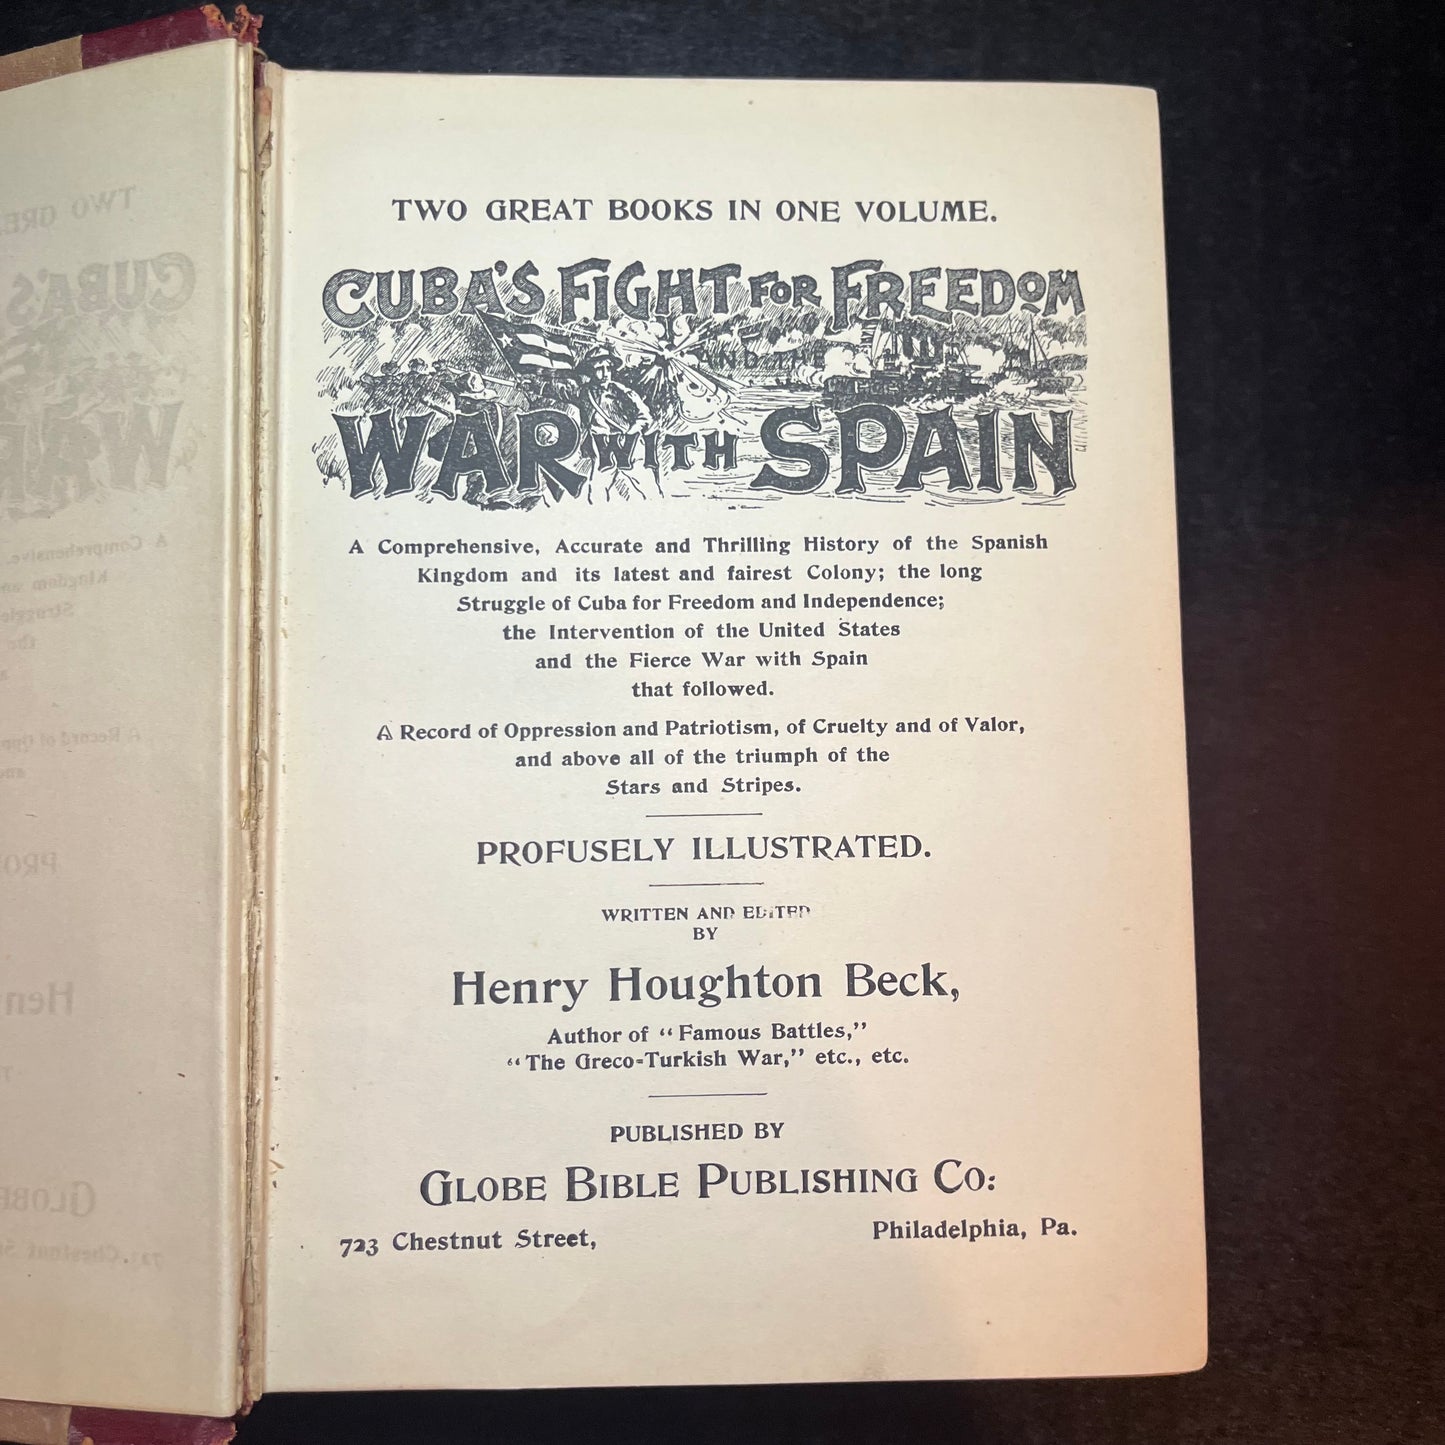 TWO GREAT BOOKS IN ONE VOLUME.
CUBA'S FIGHT FOR FREEDOM
AND THE
WAR WITH SPAIN
A Comprehensive, Accurate and Thrilling History of the Spanish
Kingdom and its latest and fairest Colony; the long
Struggle of Cuba for Freedom and Independence;
the Intervention of the United States
and the Fierce War with Spain
that followed.
A Record of Oppression and Patriotism, of Cruelty and of Valor,
and above all of the triumph of the
Stars and Stripes.
PROFUSELY ILLUSTRATED.
WRITTEN AND EDITED
BY
Henry Houghton Beck,
Author of "Famous Battles,"
"The Greco-Turkish War," etc., etc.
PUBLISHED BY
GLOBE BIBLE PUBLISHING CO:
723 Chestnut Street, Philadelphia, Pa.